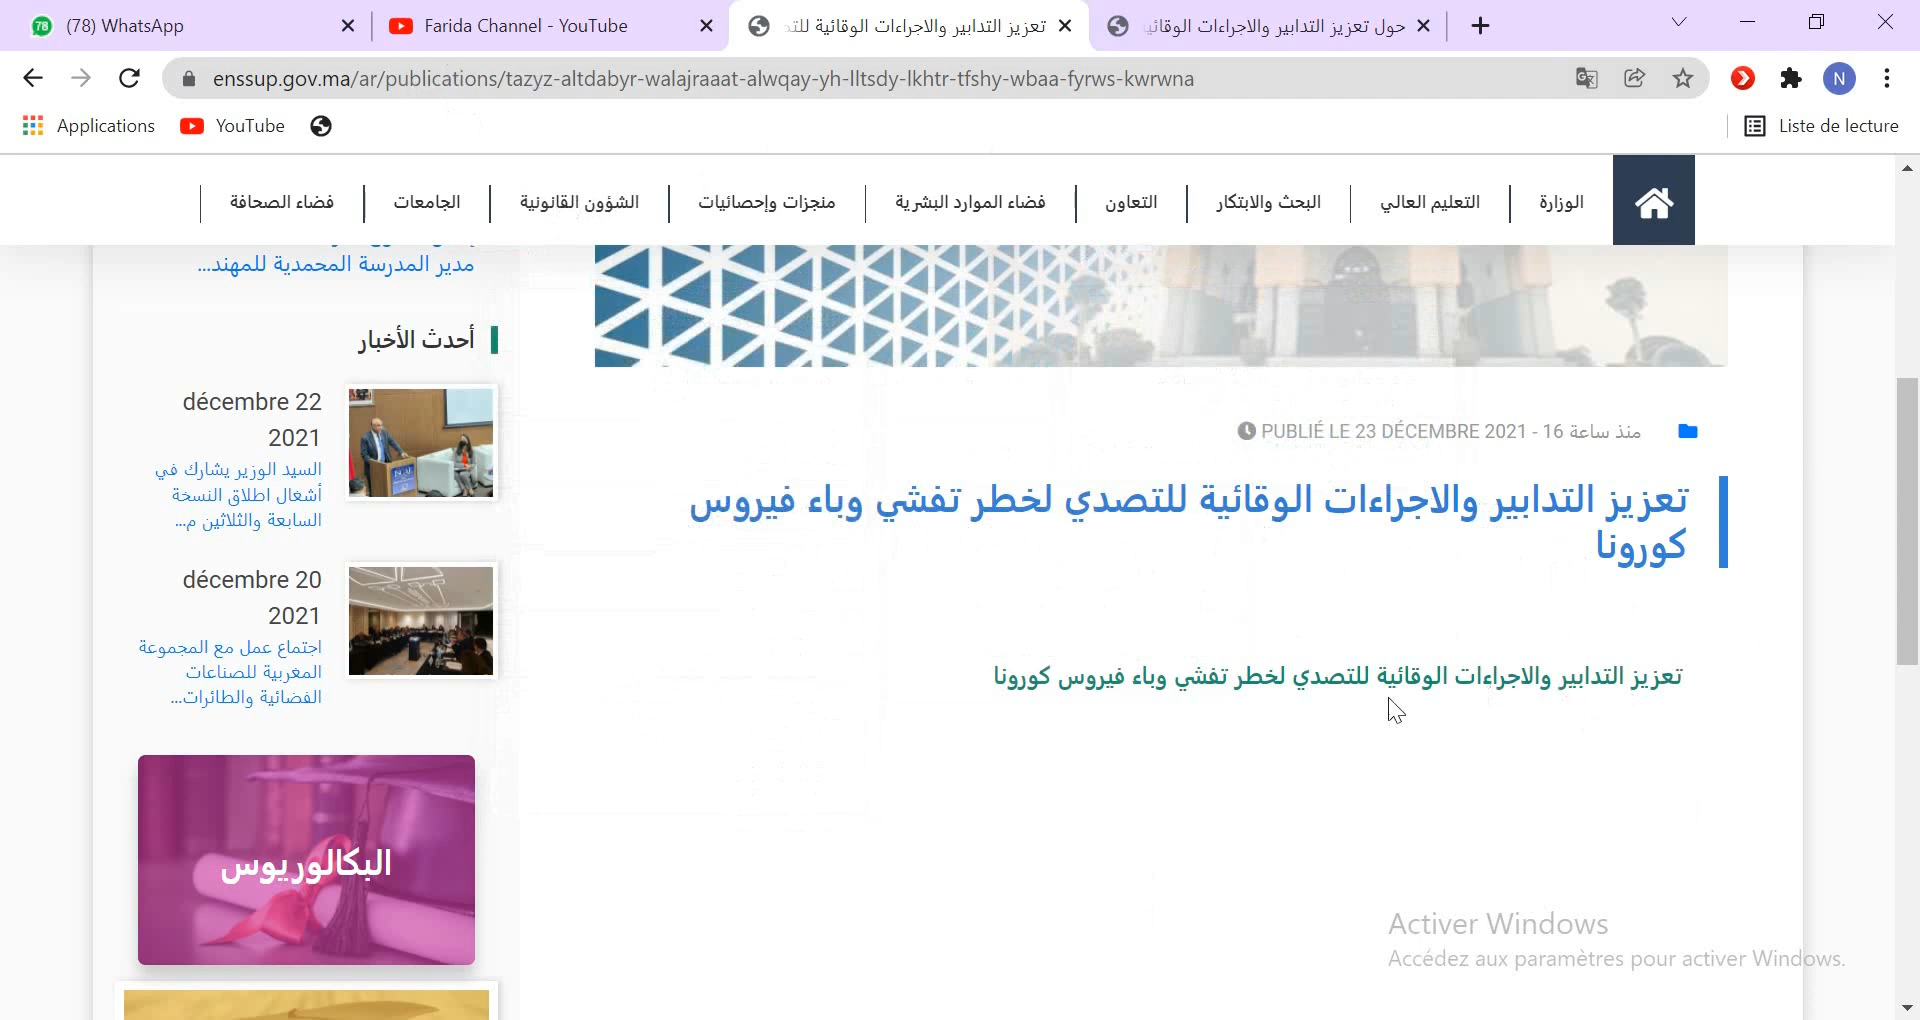 (78) WhatsApp
Farida Channel - YouTube
تعزيز التدابير والاجراءات الوقائية للتصد
حول تعزيز التدابير والاجراءات الوقائي
enssup.gov.ma/ar/publications/tazyz-altdabyr-walajraaat-alwqay-yh-lltsdy-lkhtr-tfshy-wbaa-fyrws-kwrwna
N
Applications
YouTube
Liste de lecture
الوزارة
التعليم العالي
البحث والابتكار
التعاون
فضاء الموارد البشرية
منجزات وإحصائيات
الشؤون القانونية
الجامعات
فضاء الصحافة
PUBLIÉ LE 23 DÉCEMBRE 2021 - 16 منذ ساعة
تعزيز التدابير والاجراءات الوقائية للتصدي لخطر تفشي وباء فيروس
كورونا
تعزيز التدابير والاجراءات الوقائية للتصدي لخطر تفشي وباء فيروس كورونا
مدير المدرسة المحمدية للمهند...
أحدث الأخبار
22 décembre
2021
السيد الوزير يشارك في
أشغال اطلاق النسخة
السابعة والثلاثين م...
20 décembre
2021
اجتماع عمل مع المجموعة
المغربية للصناعات
الفضائية والطائرات...
البكالوريوس
Activer Windows
Accédez aux paramètres pour activer Windows.